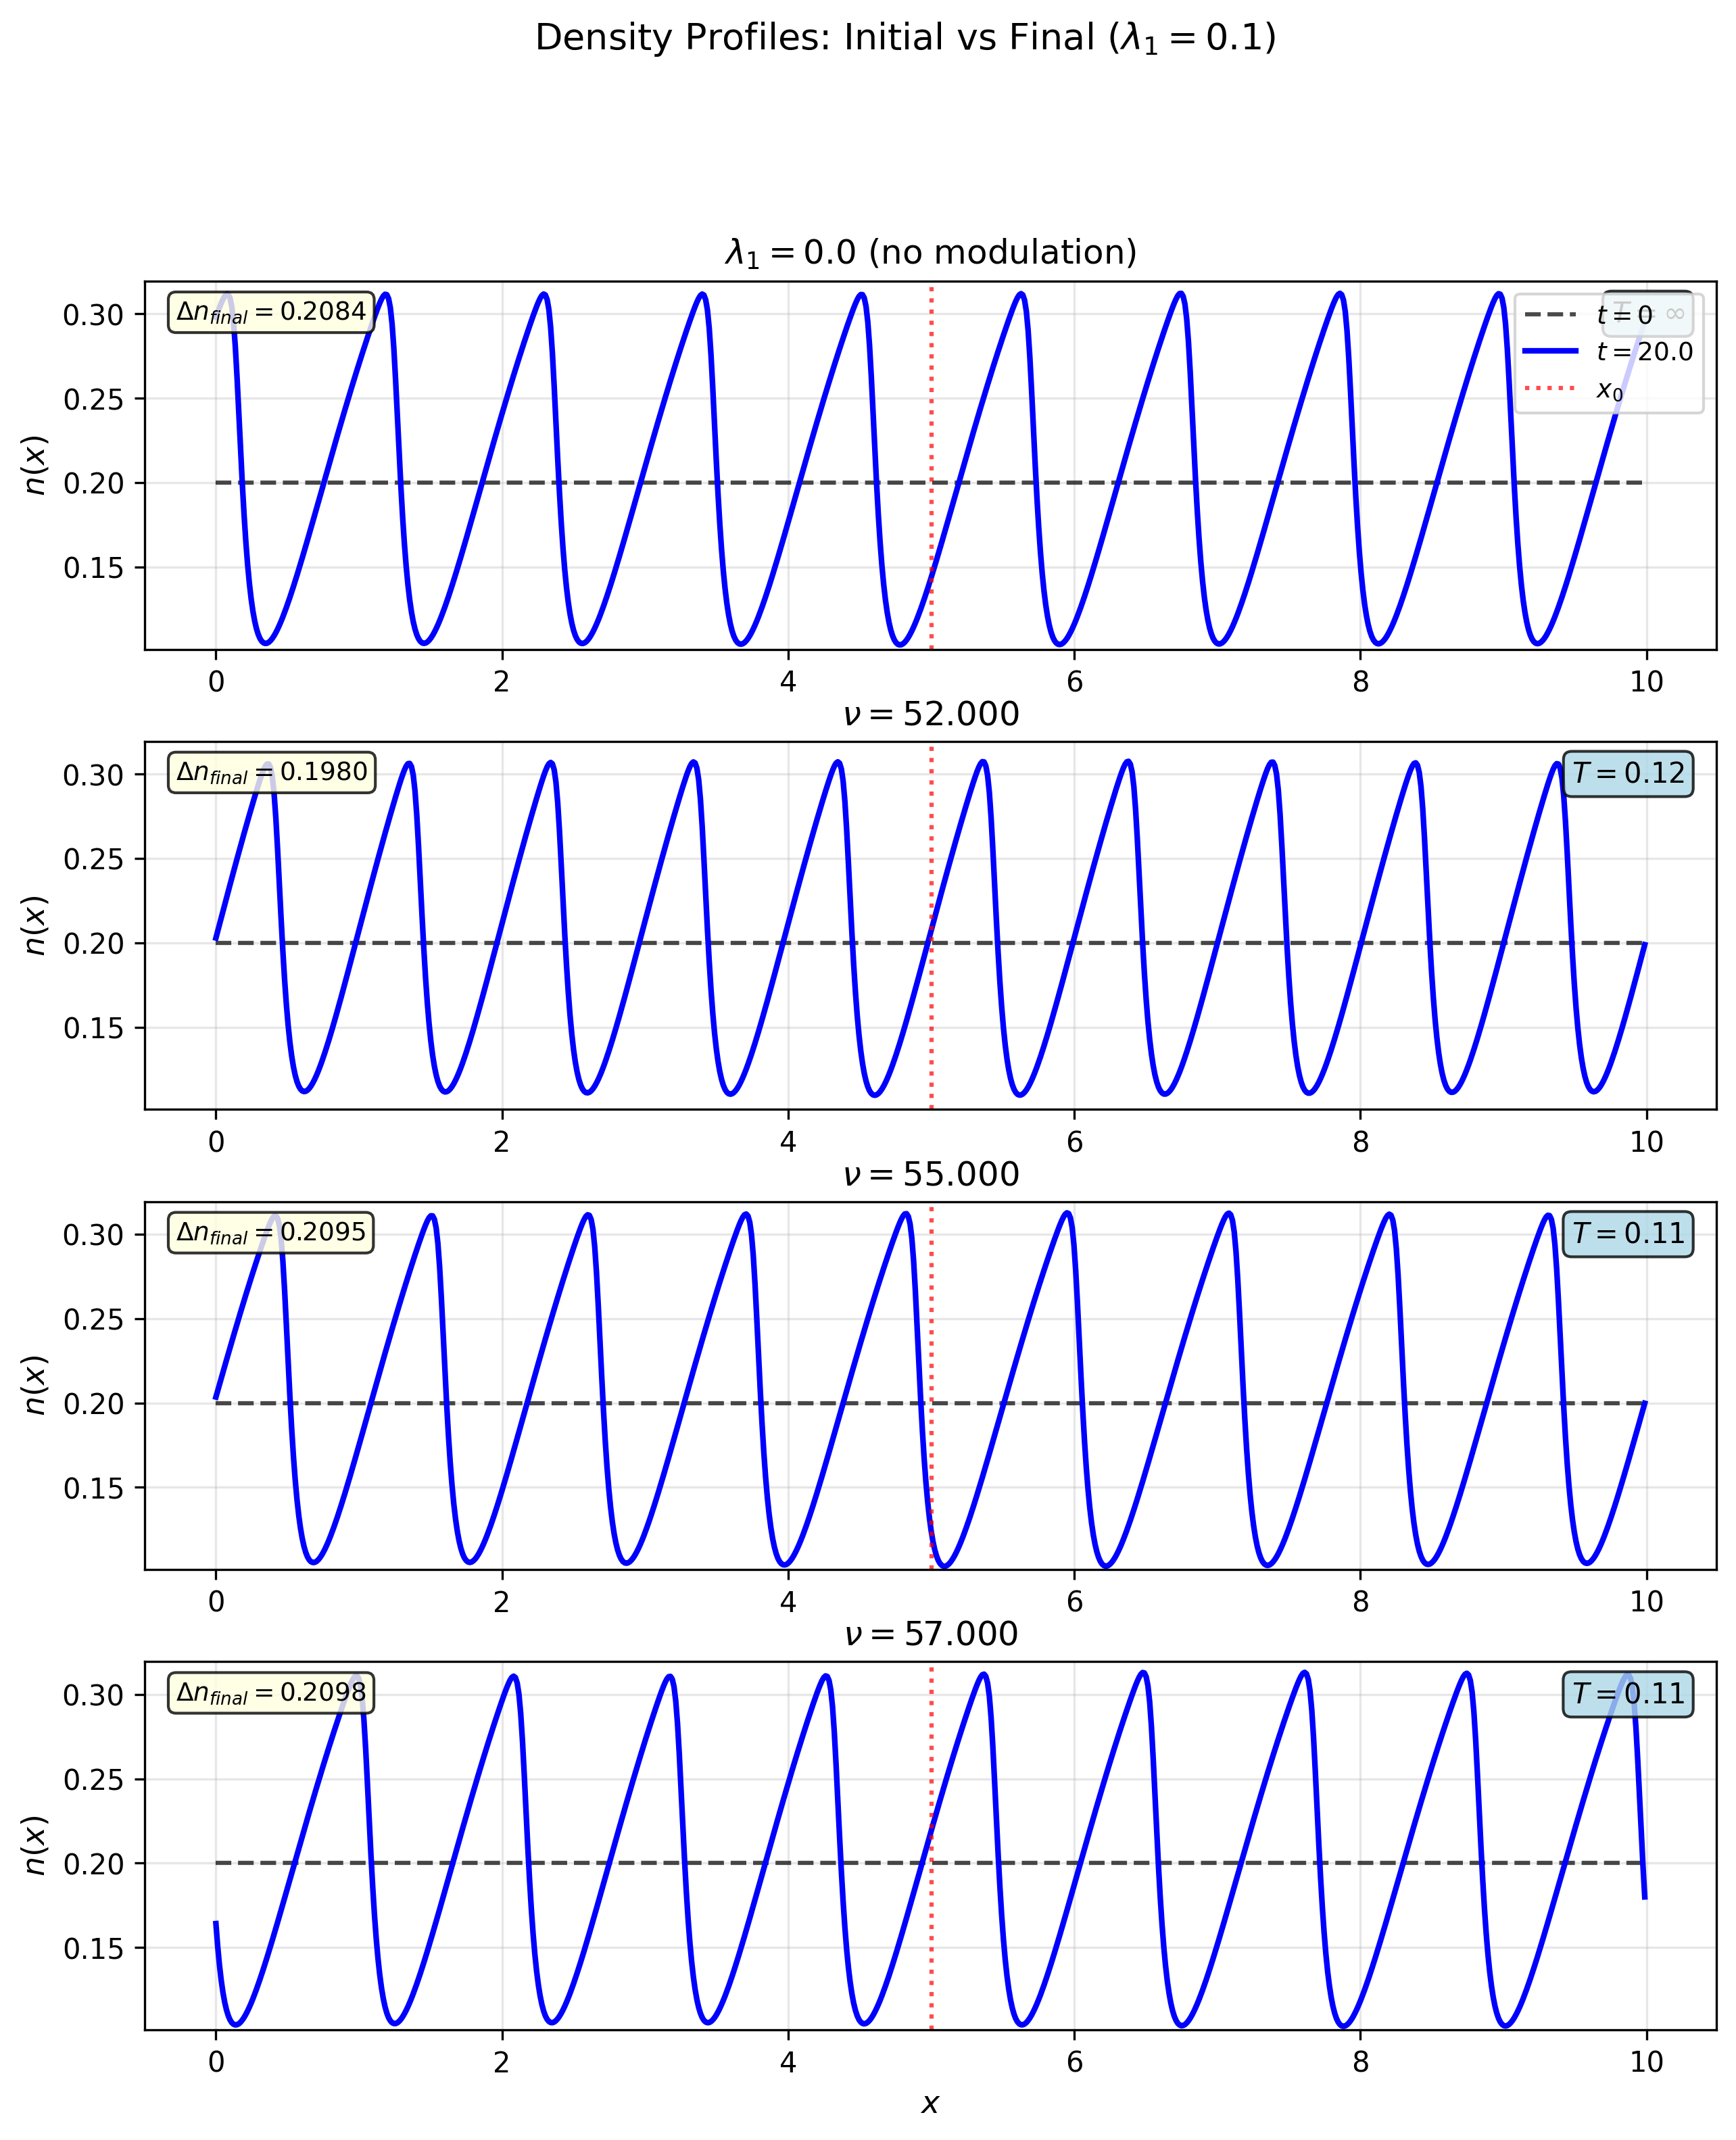 Density Profiles: Initial vs Final (λ₁ = 0.1)
λ₁ = 0.0 (no modulation)
Δn_final = 0.2084
T = ∞
t = 0
t = 20.0
x₀
n(x)
0.30
0.25
0.20
0.15
0 2 4 6 8 10
ν = 52.000
Δn_final = 0.1980
T = 0.12
n(x)
0.30
0.25
0.20
0.15
0 2 4 6 8 10
ν = 55.000
Δn_final = 0.2095
T = 0.11
n(x)
0.30
0.25
0.20
0.15
0 2 4 6 8 10
ν = 57.000
Δn_final = 0.2098
T = 0.11
n(x)
0.30
0.25
0.20
0.15
0 2 4 6 8 10
x